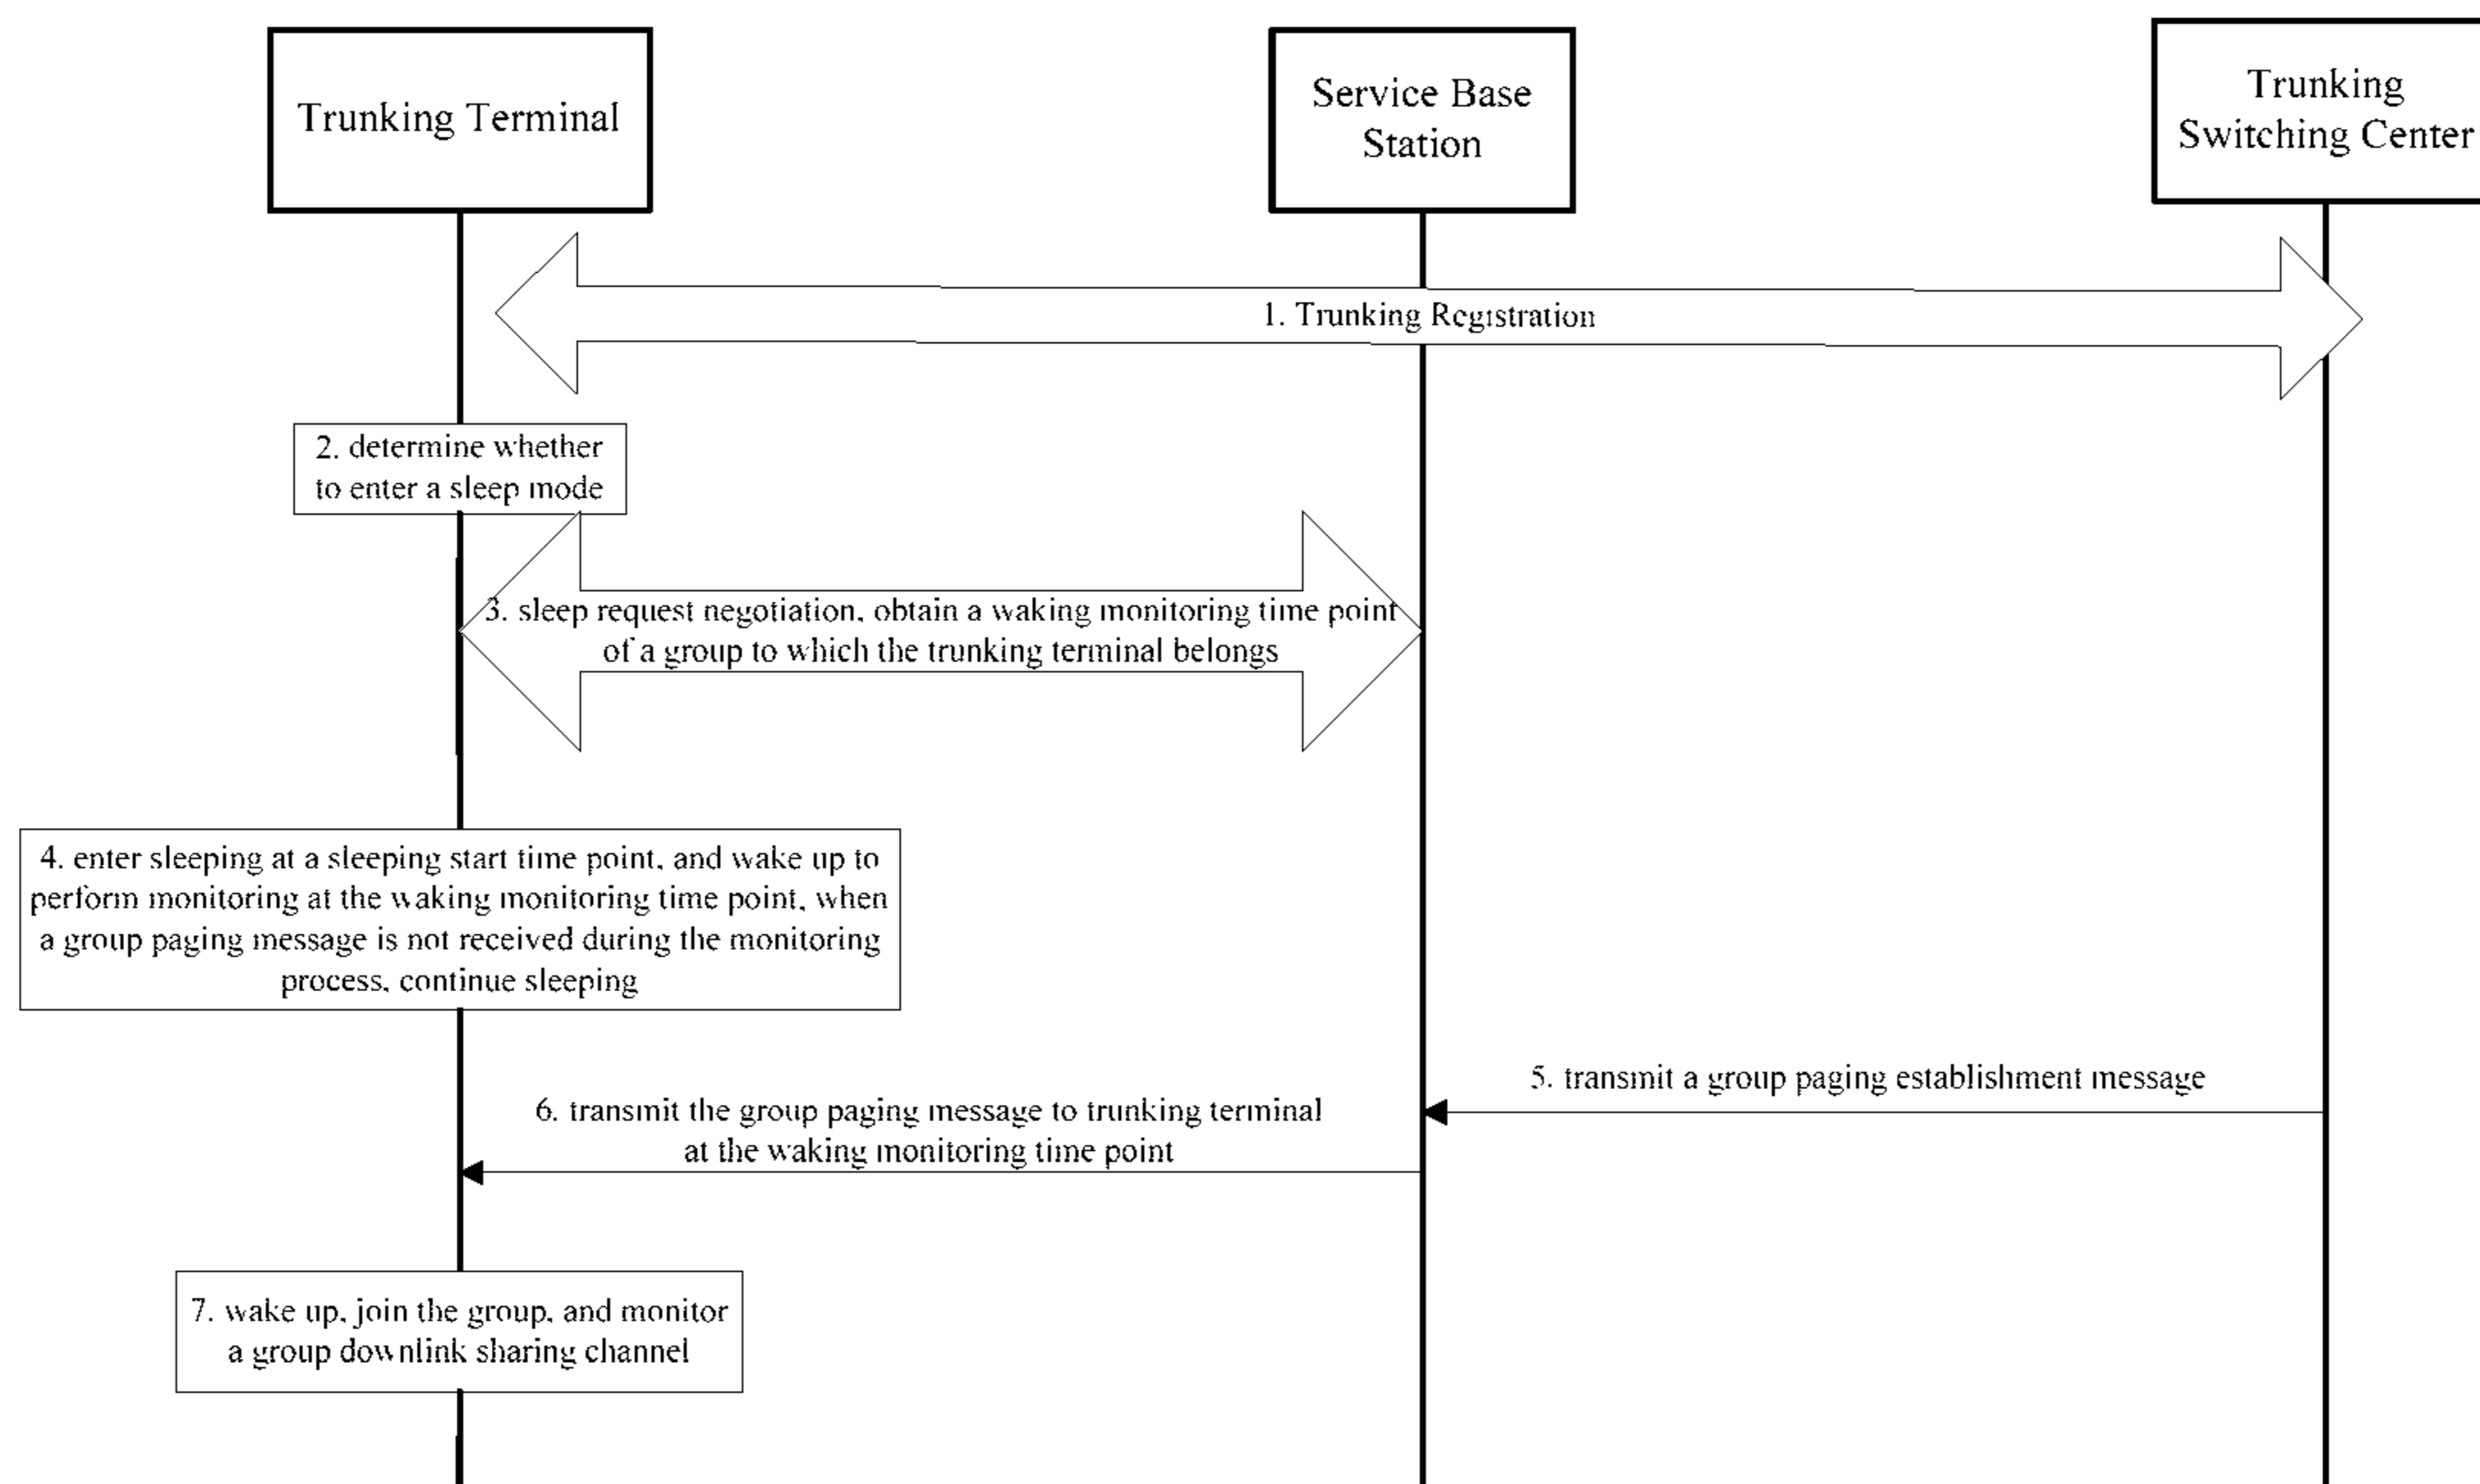 Trunking Terminal
Service Base
Station
Trunking
Switching Center
1. Trunking Registration
2. determine whether
to enter a sleep mode
3. sleep request negotiation, obtain a waking monitoring time point
of a group to which the trunking terminal belongs
4. enter sleeping at a sleeping start time point, and wake up to
perform monitoring at the waking monitoring time point, when
a group paging message is not received during the monitoring
process, continue sleeping
5. transmit a group paging establishment message
6. transmit the group paging message to trunking terminal
at the waking monitoring time point
7. wake up, join the group, and monitor
a group downlink sharing channel